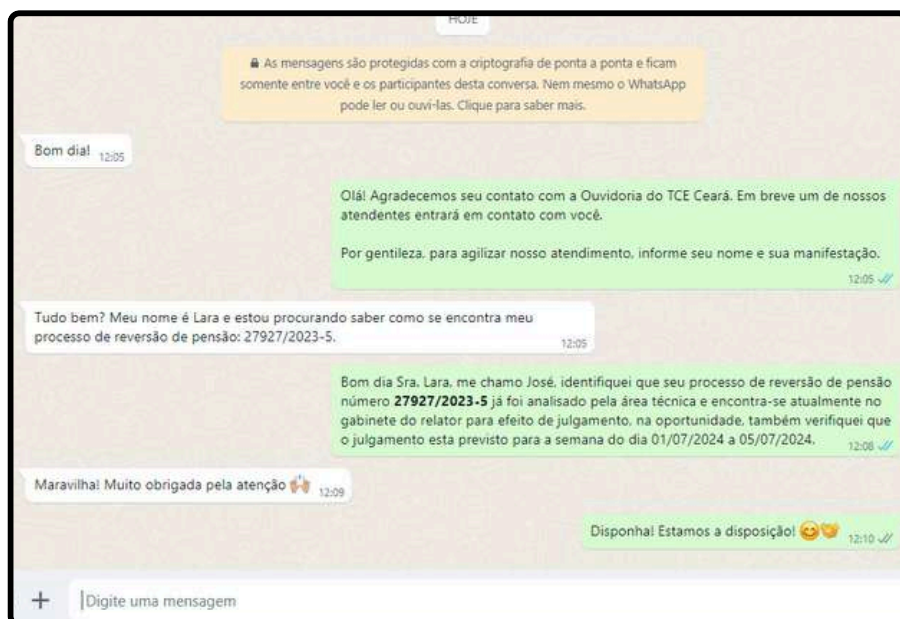 HOJE
As mensagens são protegidas com a criptografia de ponta a ponta e ficam
somente entre você e os participantes desta conversa. Nem mesmo o WhatsApp
pode ler ou ouvi-las. Clique para saber mais.
Bom dia! 12:05
Olá! Agradecemos seu contato com a Ouvidoria do TCE Ceará. Em breve um de nossos
atendentes entrará em contato com você.
Por gentileza, para agilizar nosso atendimento, informe seu nome e sua manifestação.
12:05
Tudo bem? Meu nome é Lara e estou procurando saber como se encontra meu
processo de reversão de pensão: 27927/2023-5. 12:05
Bom dia Sra. Lara, me chamo José, identifiquei que seu processo de reversão de pensão
número 27927/2023-5 já foi analisado pela área técnica e encontra-se atualmente no
gabinete do relator para efeito de julgamento, na oportunidade, também verifiquei que
o julgamento esta previsto para a semana do dia 01/07/2024 a 05/07/2024. 12:08
Maravilha! Muito obrigada pela atenção 🙌🏼 12:09
Disponha! Estamos a disposição! 😊🤝 12:10
Digite uma mensagem